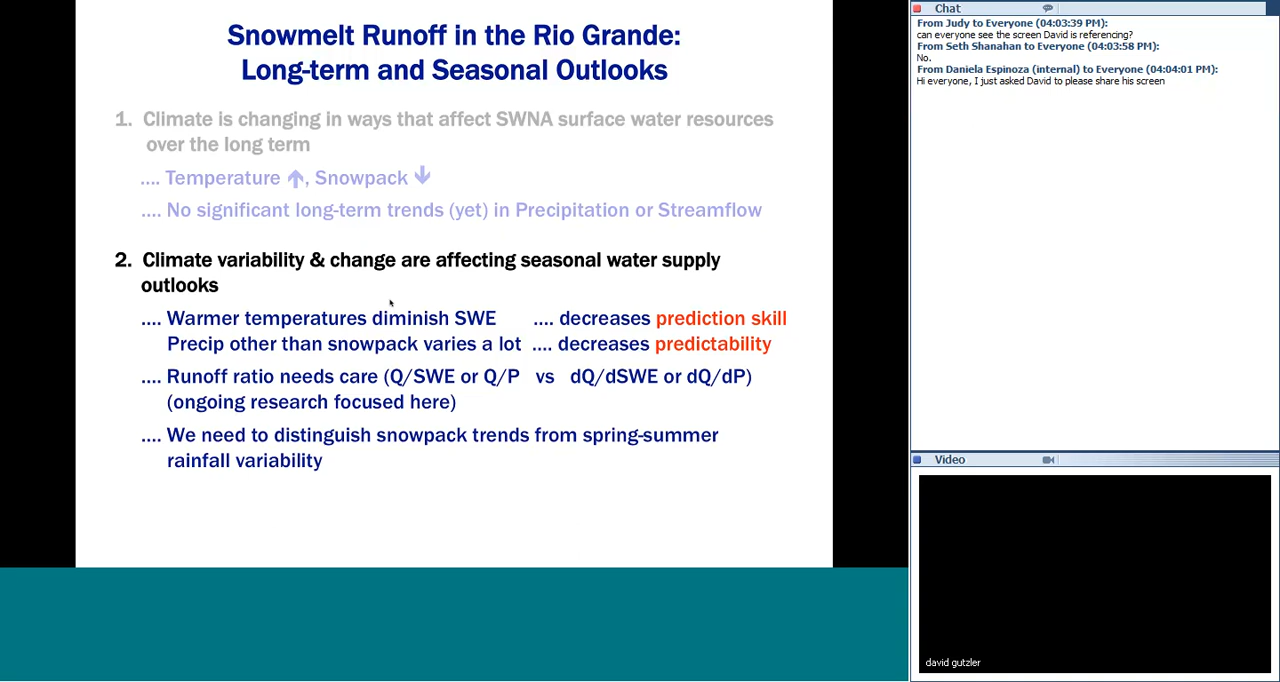 Snowmelt Runoff in the Rio Grande:
Long-term and Seasonal Outlooks
1. Climate is changing in ways that affect SWNA surface water resources
over the long term
.... Temperature ↑, Snowpack ↓
.... No significant long-term trends (yet) in Precipitation or Streamflow
2. Climate variability & change are affecting seasonal water supply
outlooks
.... Warmer temperatures diminish SWE .... decreases prediction skill
Precip other than snowpack varies a lot .... decreases predictability
.... Runoff ratio needs care (Q/SWE or Q/P vs dQ/dSWE or dQ/dP)
(ongoing research focused here)
.... We need to distinguish snowpack trends from spring-summer
rainfall variability
Chat
From Judy to Everyone (04:03:39 PM):
can everyone see the screen David is referencing?
From Seth Shanahan to Everyone (04:03:58 PM):
No.
From Daniela Espinoza (internal) to Everyone (04:04:01 PM):
Hi everyone, I just asked David to please share his screen
Video
david gutzler